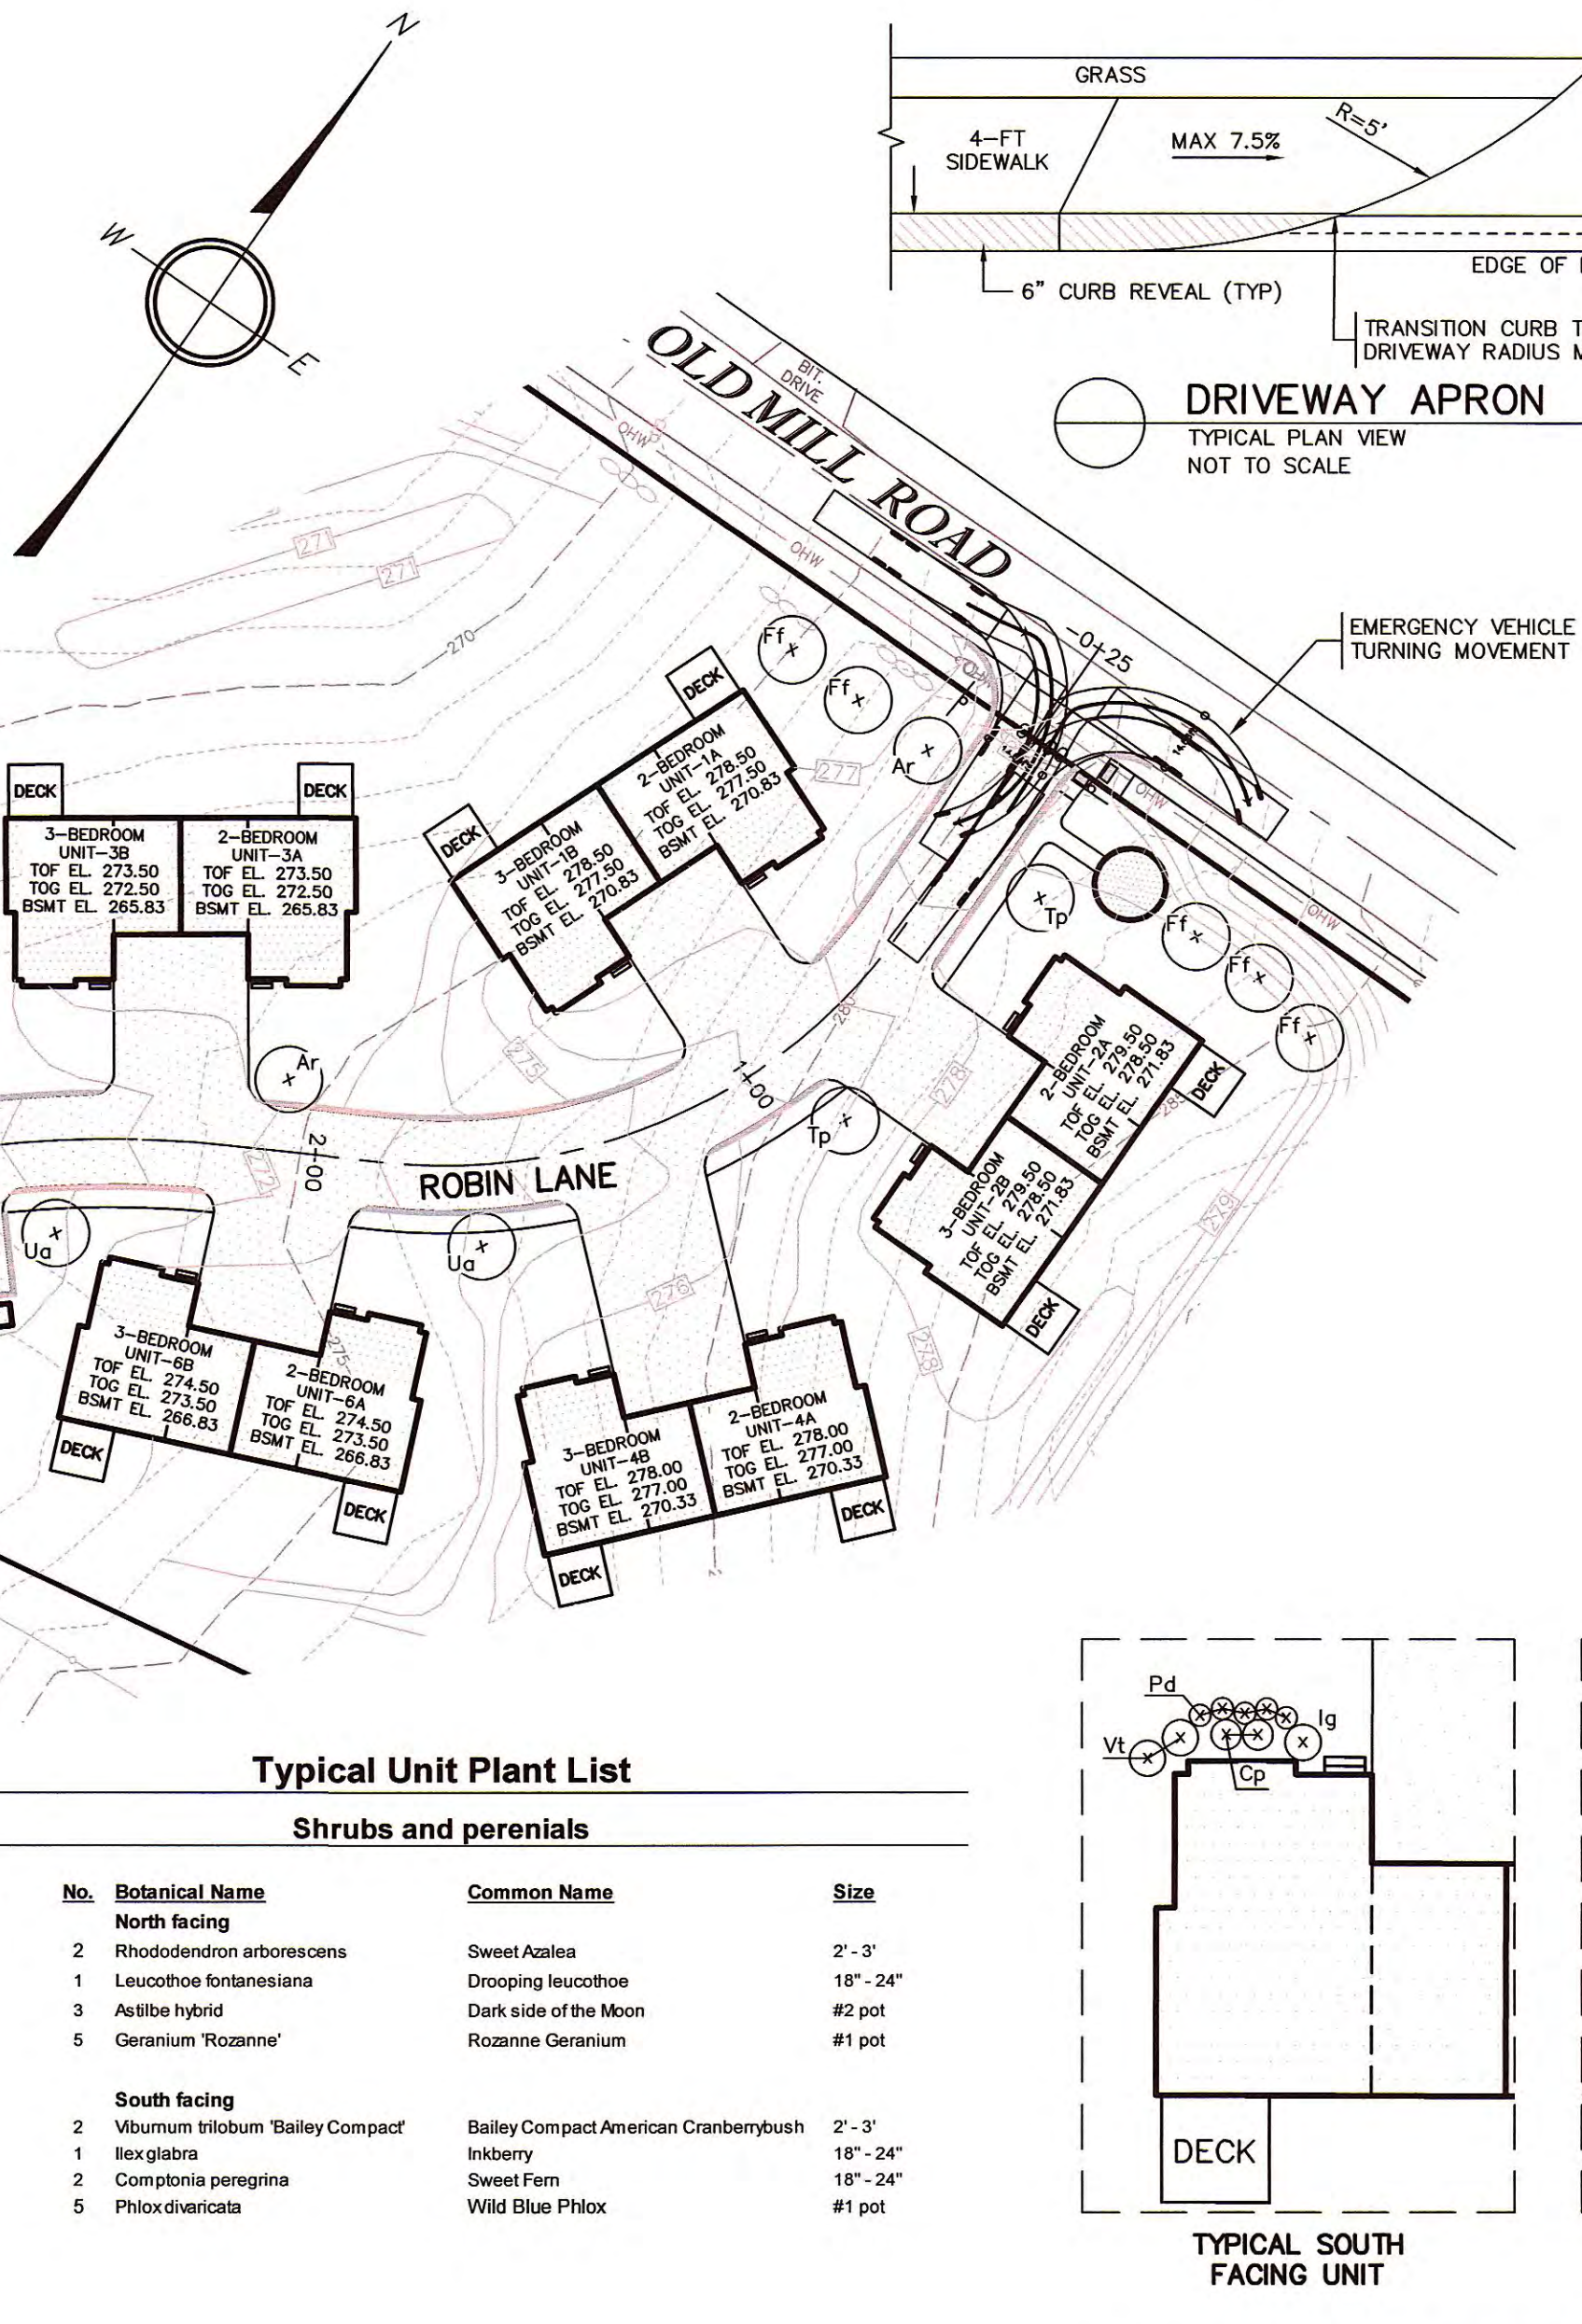 N
W
E
GRASS
4-FT
SIDEWALK
MAX 7.5%
R=5'
6" CURB REVEAL (TYP)
EDGE OF
TRANSITION CURB
DRIVEWAY RADIUS
DRIVEWAY APRON
TYPICAL PLAN VIEW
NOT TO SCALE
OLD MILL ROAD
BIT.
DRIVE
OHW
OHW
271
271
270
-0+25
EMERGENCY VEHICLE
TURNING MOVEMENT
Ff
Ff
Ar
277
OHW
OHW
DECK
DECK
DECK
DECK
3-BEDROOM
UNIT-3B
TOF EL. 273.50
TOG EL. 272.50
BSMT EL. 265.83
2-BEDROOM
UNIT-3A
TOF EL. 273.50
TOG EL. 272.50
BSMT EL. 265.83
3-BEDROOM
UNIT-1B
TOF EL. 278.50
TOG EL. 277.50
BSMT EL. 270.83
2-BEDROOM
UNIT-1A
TOF EL. 278.50
TOG EL. 277.50
BSMT EL. 270.83
Tp
Ff
Ff
Ff
2-BEDROOM
UNIT-2A
TOF EL. 279.50
TOG EL. 278.50
BSMT EL. 271.83
DECK
3-BEDROOM
UNIT-2B
TOF EL. 279.50
TOG EL. 278.50
BSMT EL. 271.83
DECK
280
275
278
1+00
Ar
Tp
2+00
272
ROBIN LANE
279
Ua
Ua
276
278
275
3-BEDROOM
UNIT-6B
TOF EL. 274.50
TOG EL. 273.50
BSMT EL. 266.83
2-BEDROOM
UNIT-6A
TOF EL. 274.50
TOG EL. 273.50
BSMT EL. 266.83
DECK
DECK
3-BEDROOM
UNIT-4B
TOF EL. 278.00
TOG EL. 277.00
BSMT EL. 270.33
2-BEDROOM
UNIT-4A
TOF EL. 278.00
TOG EL. 277.00
BSMT EL. 270.33
DECK
DECK
Typical Unit Plant List
Shrubs and perenials
No. Botanical Name Common Name Size
North facing
2 Rhododendron arborescens Sweet Azalea 2' - 3'
1 Leucothoe fontanesiana Drooping leucothoe 18" - 24"
3 Astilbe hybrid Dark side of the Moon #2 pot
5 Geranium 'Rozanne' Rozanne Geranium #1 pot
South facing
2 Viburnum trilobum 'Bailey Compact' Bailey Compact American Cranberrybush 2' - 3'
1 Ilex glabra Inkberry 18" - 24"
2 Comptonia peregrina Sweet Fern 18" - 24"
5 Phlox divaricata Wild Blue Phlox #1 pot
Pd
Ig
Vt
Cp
DECK
TYPICAL SOUTH
FACING UNIT